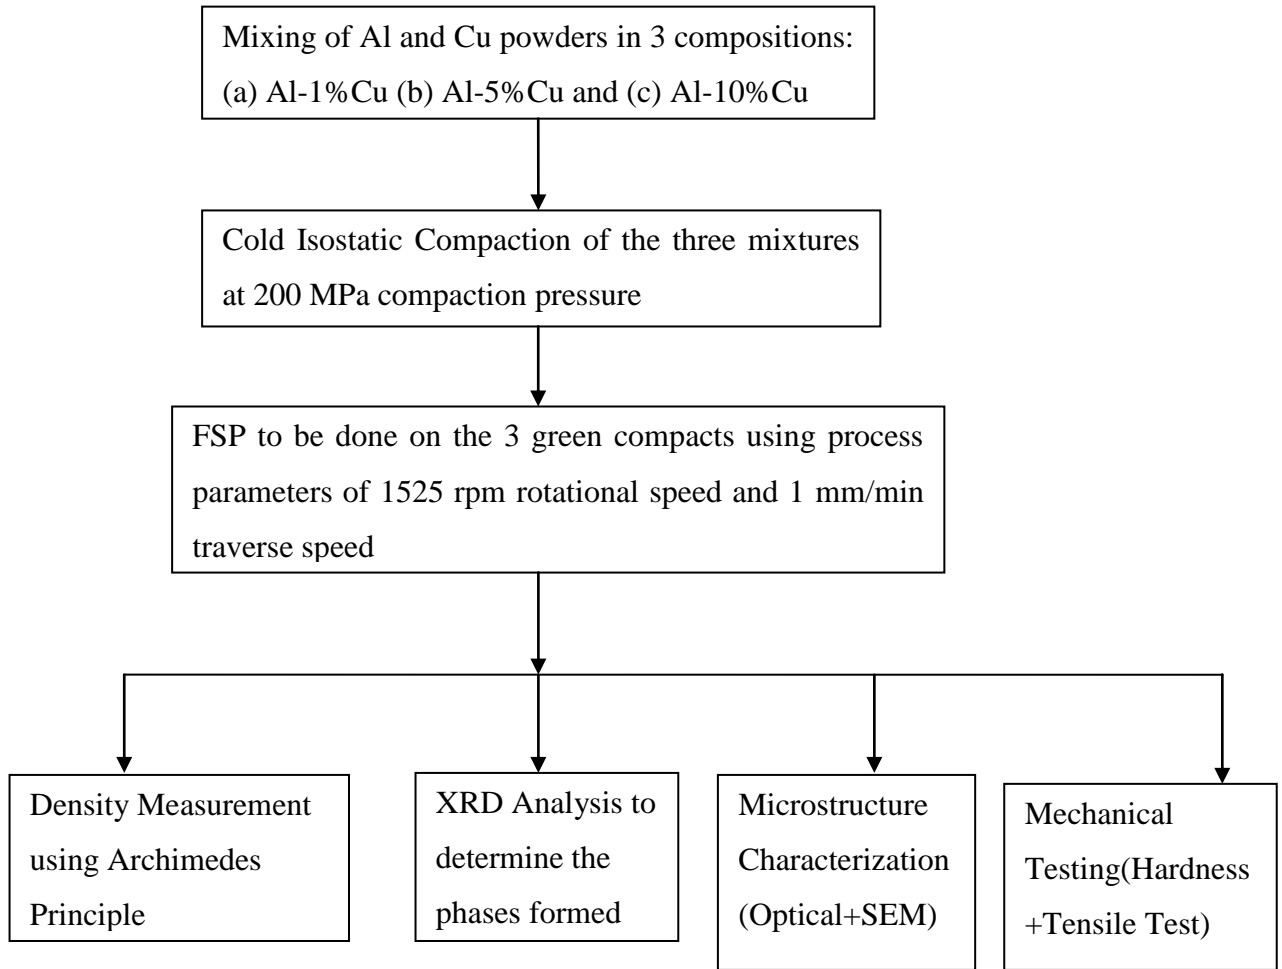 Mixing of Al and Cu powders in 3 compositions:
(a) Al-1%Cu (b) Al-5%Cu and (c) Al-10%Cu
Cold Isostatic Compaction of the three mixtures
at 200 MPa compaction pressure
FSP to be done on the 3 green compacts using process
parameters of 1525 rpm rotational speed and 1 mm/min
traverse speed
Density Measurement
using Archimedes
Principle
XRD Analysis to
determine the
phases formed
Microstructure
Characterization
(Optical+SEM)
Mechanical
Testing(Hardness
+Tensile Test)